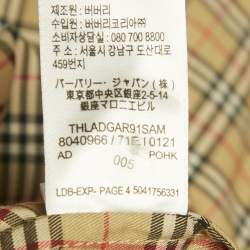 제조원 : 버버리
수입원 : 버버리코리아㈜
소비자 상담실 : 080 700 8800
주소 : 서울시 강남구 도산대로
459번지
バーバリー・ジャパン(株)
東京都中央区銀座2-5-14
銀座マロニエビル
THLADGAR91SAM
8040966 / 71E10121
AD POHK
005
LDB-EXP- PAGE 4 5041756331